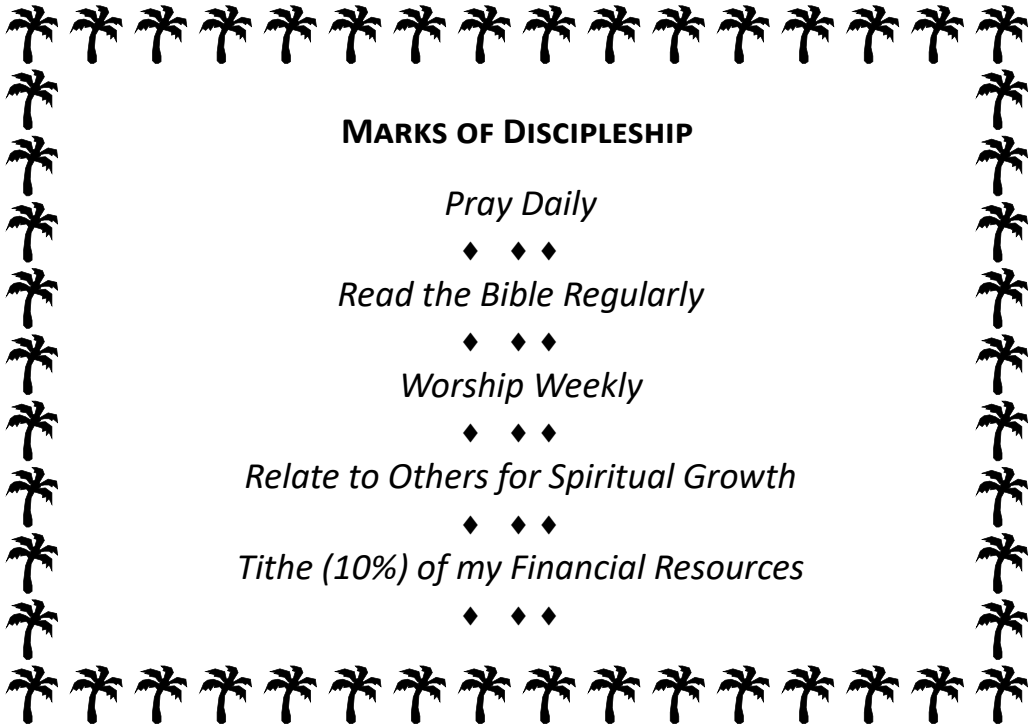 MARKS OF DISCIPLESHIP
Pray Daily
♦ ♦ ♦
Read the Bible Regularly
♦ ♦ ♦
Worship Weekly
♦ ♦ ♦
Relate to Others for Spiritual Growth
♦ ♦ ♦
Tithe (10%) of my Financial Resources
♦ ♦ ♦